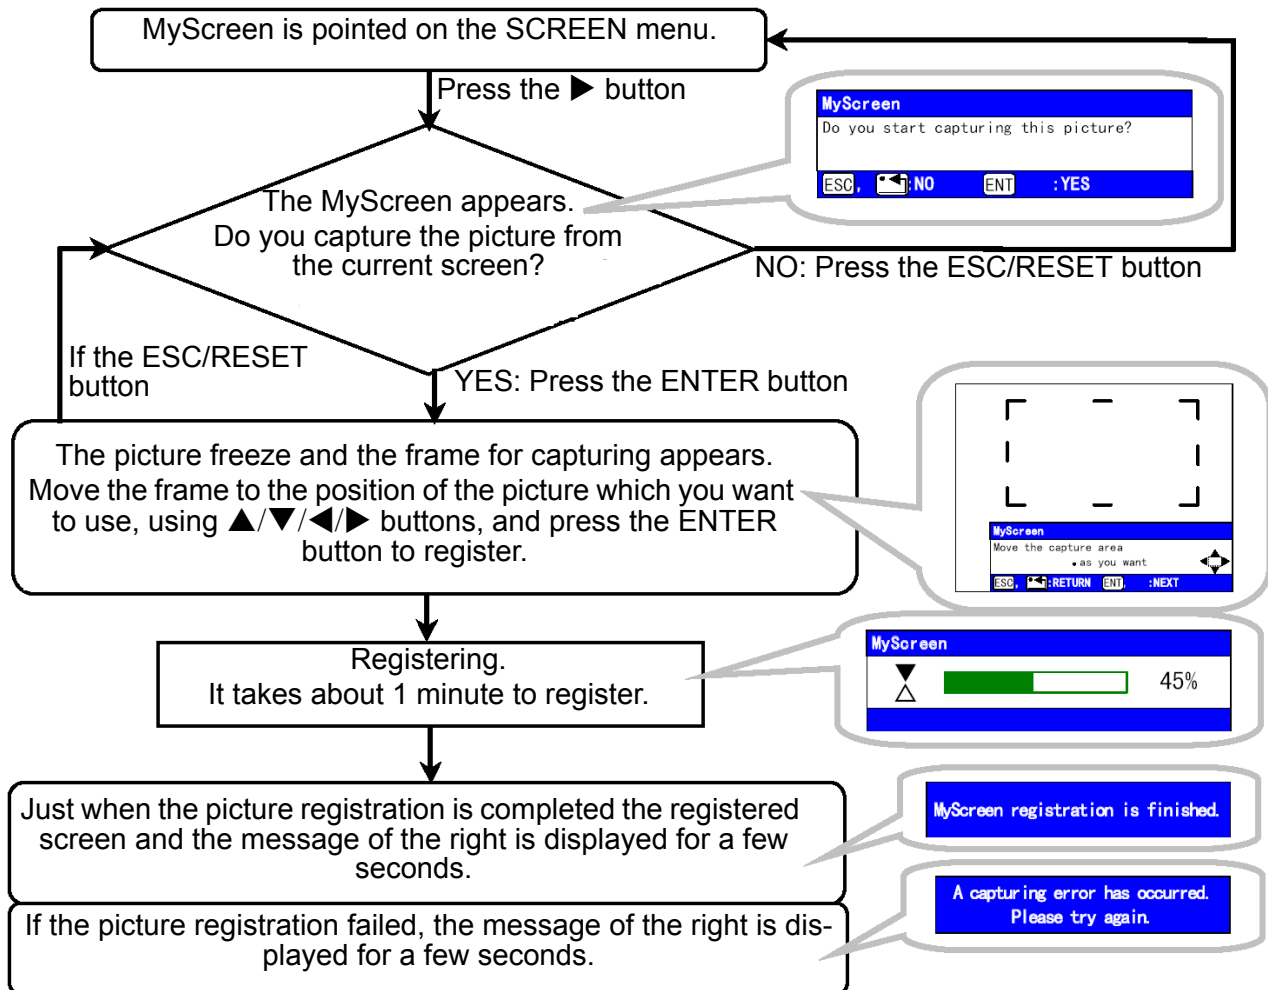 MyScreen is pointed on the SCREEN menu.
Press the ▶ button
MyScreen
Do you start capturing this picture?
ESC, :NO ENT :YES
The MyScreen appears.
Do you capture the picture from
the current screen?
NO: Press the ESC/RESET button
If the ESC/RESET
button
YES: Press the ENTER button
The picture freeze and the frame for capturing appears.
Move the frame to the position of the picture which you want
to use, using ▲/▼/◀/▶ buttons, and press the ENTER
button to register.
MyScreen
Move the capture area
as you want
ESC, :RETURN ENT, :NEXT
Registering.
It takes about 1 minute to register.
MyScreen
45%
Just when the picture registration is completed the registered
screen and the message of the right is displayed for a few
seconds.
MyScreen registration is finished.
If the picture registration failed, the message of the right is dis-
played for a few seconds.
A capturing error has occurred.
Please try again.